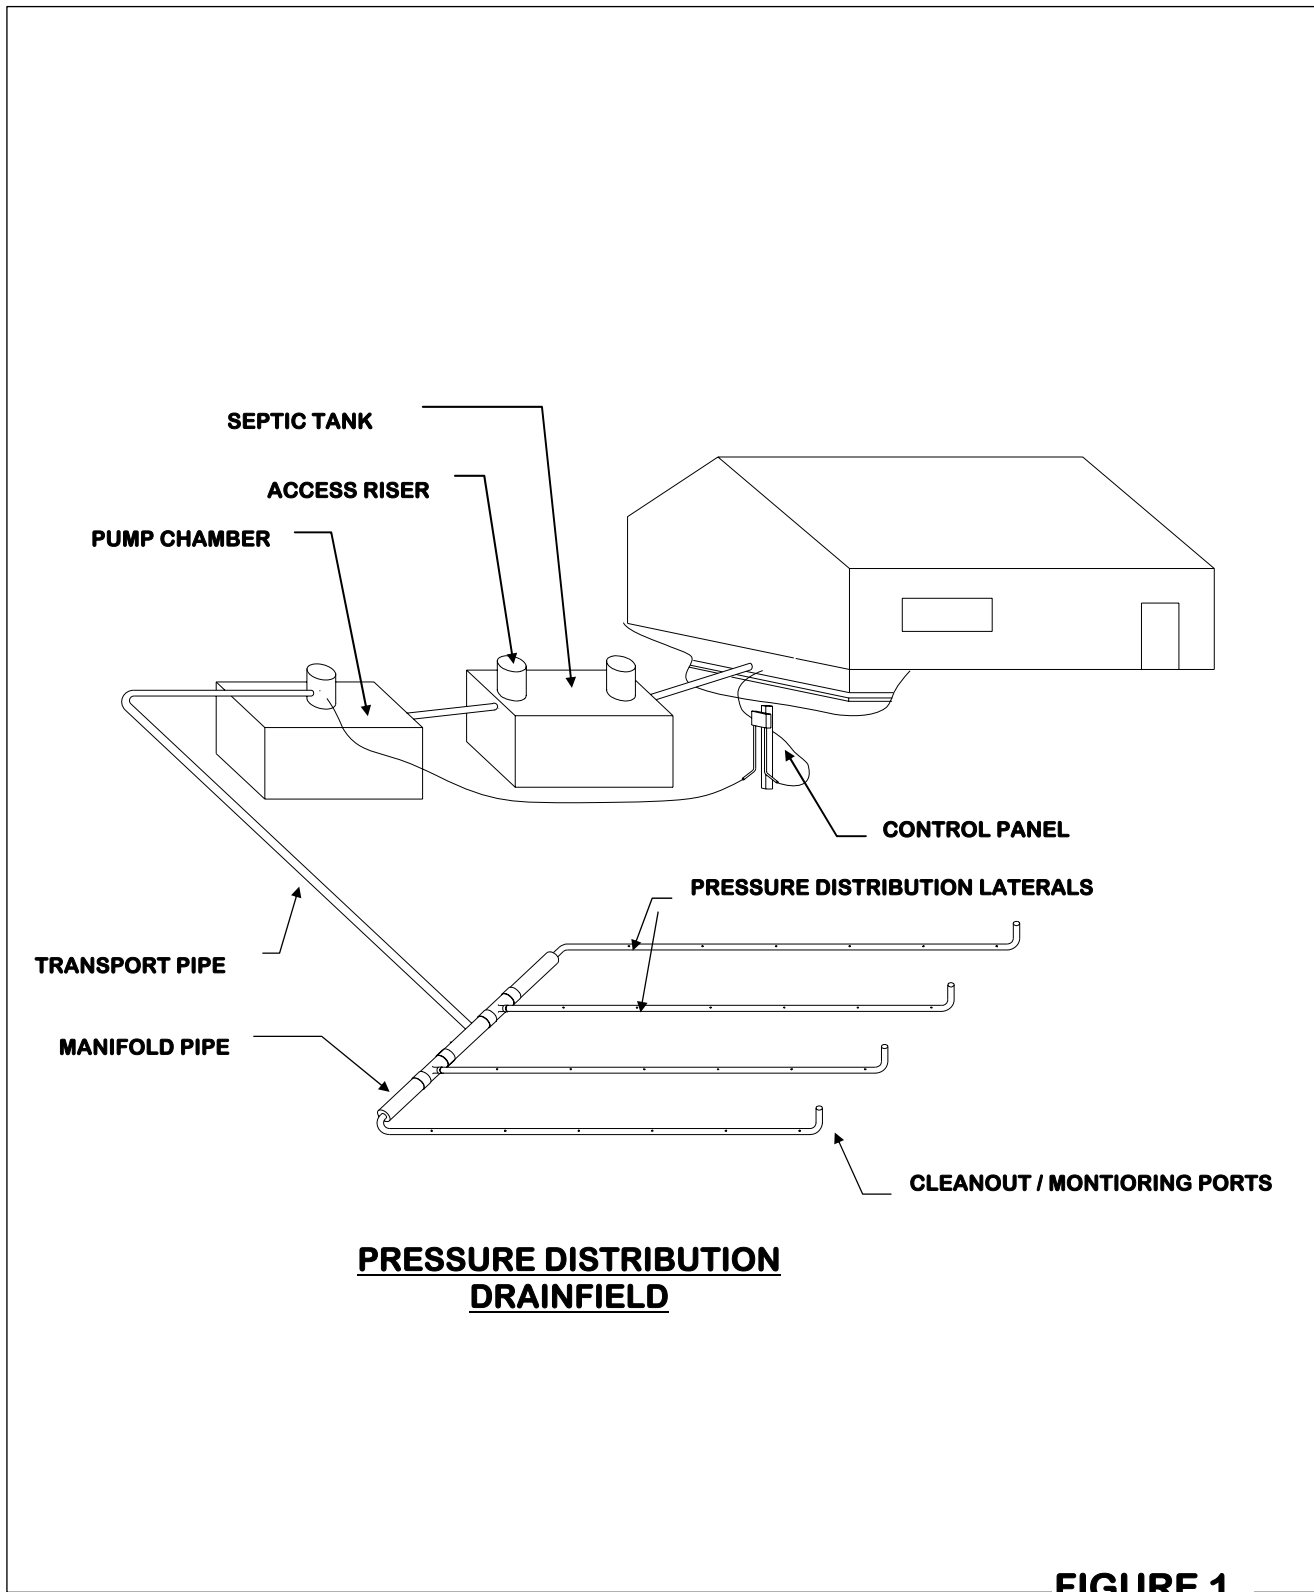 SEPTIC TANK
ACCESS RISER
PUMP CHAMBER
CONTROL PANEL
PRESSURE DISTRIBUTION LATERALS
TRANSPORT PIPE
MANIFOLD PIPE
CLEANOUT / MONTIORING PORTS
PRESSURE DISTRIBUTION
DRAINFIELD
FIGURE 1